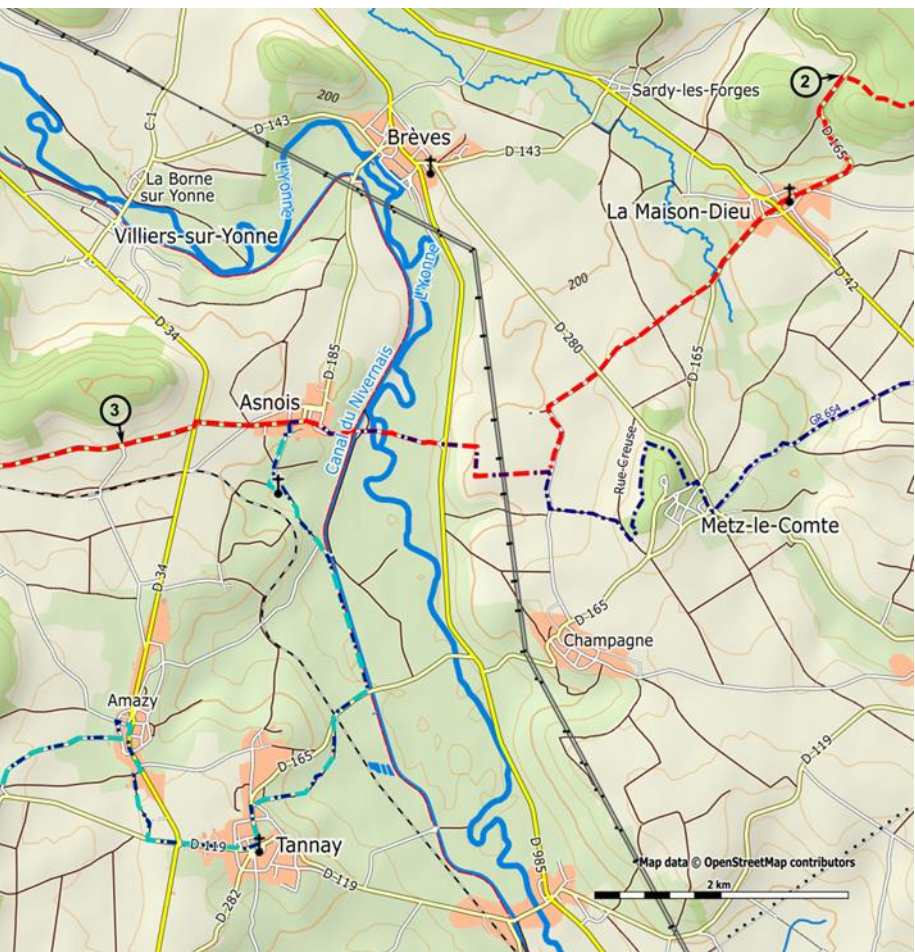 200
C 1
D 143
Brèves
Sardy-les-Forges
2
D 143
D 165
La Borne
sur Yonne
L'Yonne
La Maison-Dieu
Villiers-sur-Yonne
L'Yonne
200
D 42
D 34
D 280
D 185
D 165
3
Asnois
Canal du Nivernais
GR 654
Rue Creuse
Metz-le-Comte
D 34
D 165
Champagne
Amazy
D 165
D 119
D 119
Tannay
D 119
D 985
D 282
Map data © OpenStreetMap contributors
2 km